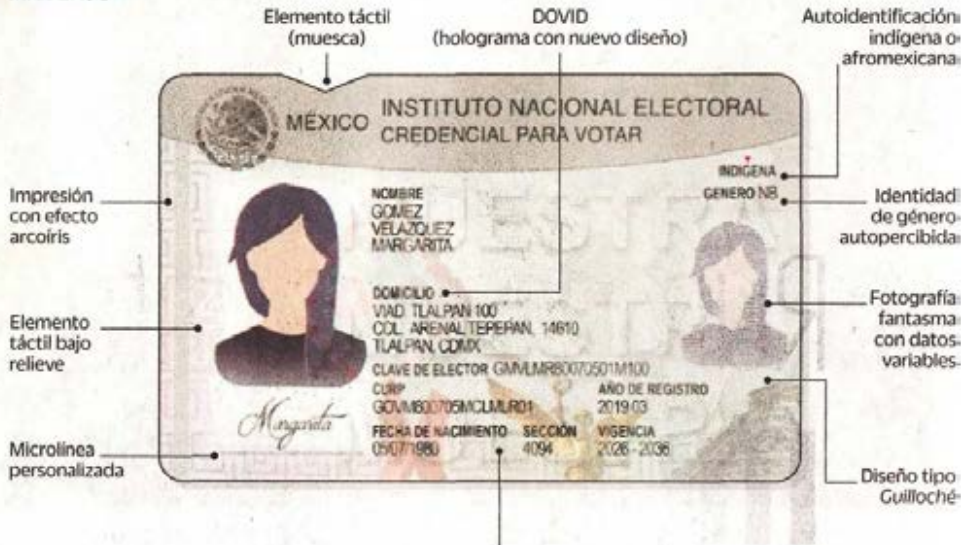 Elemento táctil
(muesca)
DOVID
(holograma con nuevo diseño)
Autoidentificación
indígena o
afromexicana
MÉXICO
INSTITUTO NACIONAL ELECTORAL
CREDENCIAL PARA VOTAR
INDÍGENA
GENERO NB
Impresión
con efecto
arcoíris
NOMBRE
GOMEZ
VELAZQUEZ
MARGARITA
Identidad
de género
autopercibida
DOMICILIO
VIAD. TLALPAN 100
COL. ARENAL TEPEPAN, 14610
TLALPAN, CDMX
Elemento
táctil bajo
relieve
Fotografía
fantasma
con datos
variables
CLAVE DE ELECTOR GMVLMR80070501M100
CURP
GOVM800705MCLMLR01
AÑO DE REGISTRO
2019 03
Margarita
FECHA DE NACIMIENTO
05/07/1980
SECCIÓN
4094
VIGENCIA
2026 - 2036
Microlínea
personalizada
Diseño tipo
Guilloché